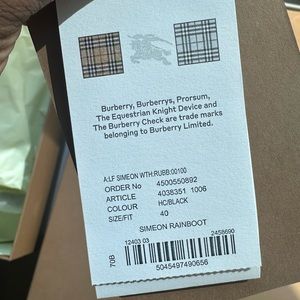 Burberry, Burberrys, Prorsum,
The Equestrian Knight Device and
The Burberry Check are trade marks
belonging to Burberry Limited.
A:LF SIMEON WTH:RUBB:00100
ORDER No 4500550892
ARTICLE 4038351 1006
COLOUR HC/BLACK
SIZE/FIT 40
SIMEON RAINBOOT
12403 03 2458690
70B
5045497490656